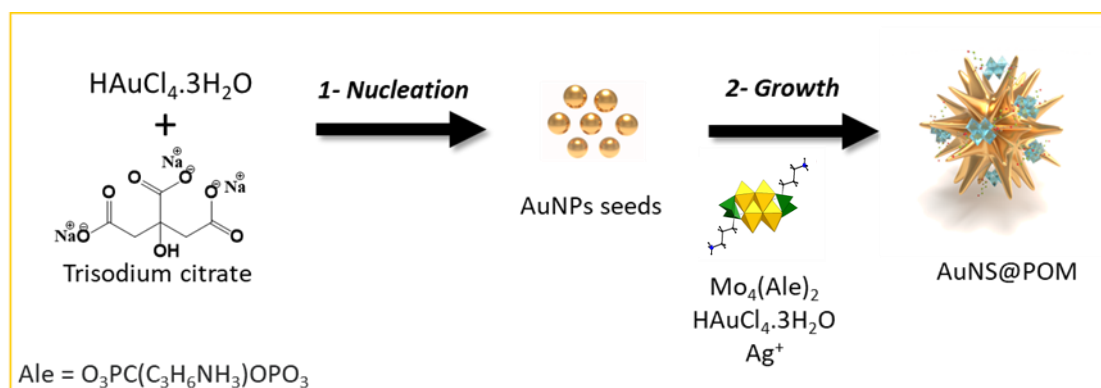 HAuCl₄.3H₂O
+
Na⊕
O O⊖ O⊖ Na⊕
Na⊕ O⊖ O
OH
Trisodium citrate
1- Nucleation
AuNPs seeds
2- Growth
Mo₄(Ale)₂
HAuCl₄.3H₂O
Ag⁺
AuNS@POM
Ale = O₃PC(C₃H₆NH₃)OPO₃